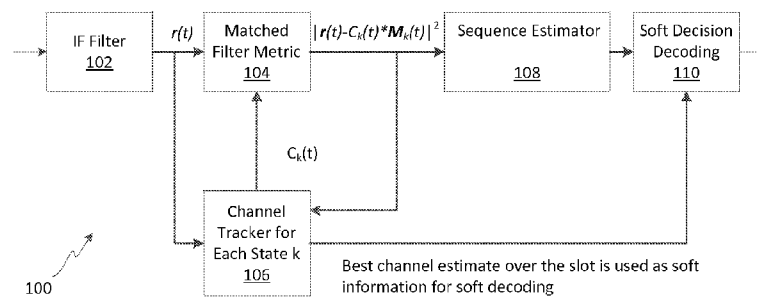 IF Filter
102
r(t)
Matched
Filter Metric
104
|r(t)-Cₖ(t)*Mₖ(t)|²
Sequence Estimator
108
Soft Decision
Decoding
110
Cₖ(t)
Channel
Tracker for
Each State k
106
100
Best channel estimate over the slot is used as soft
information for soft decoding